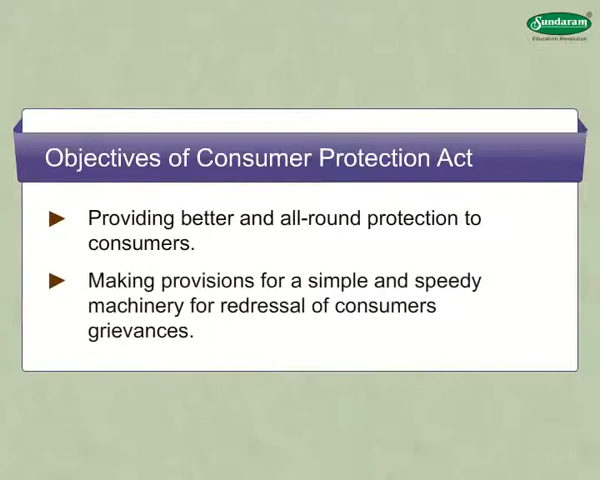 Sundaram®
Education Revolution
Objectives of Consumer Protection Act
Providing better and all-round protection to
consumers.
Making provisions for a simple and speedy
machinery for redressal of consumers
grievances.